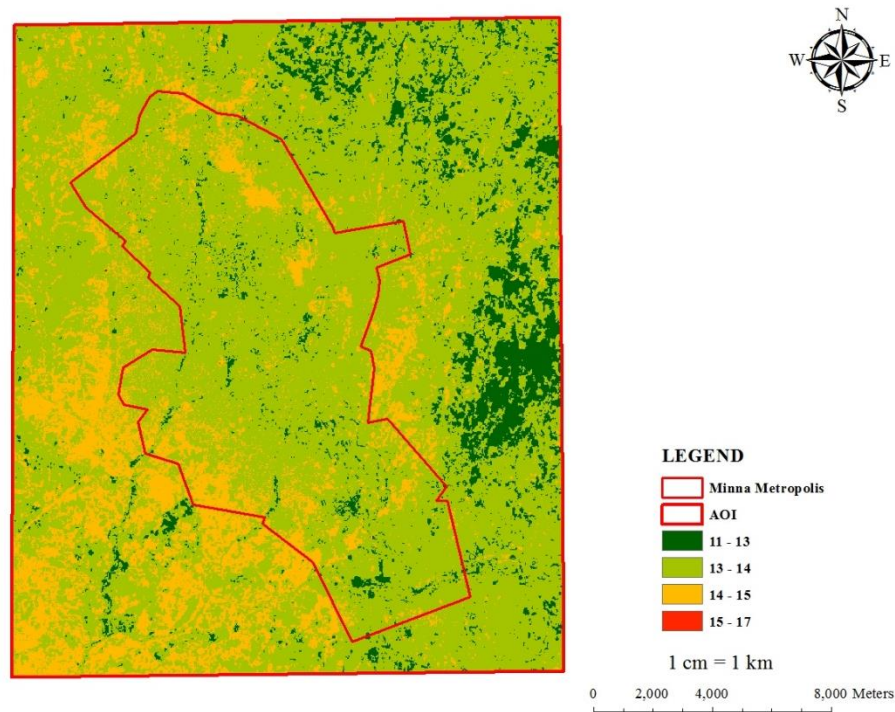 N
W E
S
LEGEND
Minna Metropolis
AOI
11 - 13
13 - 14
14 - 15
15 - 17
1 cm = 1 km
0 2,000 4,000 8,000 Meters